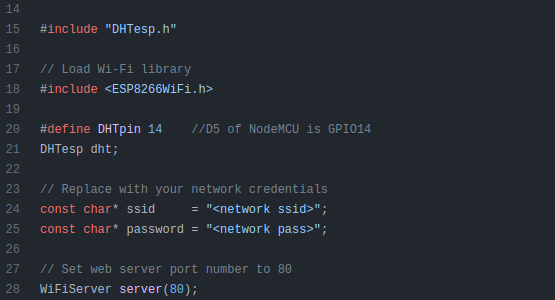 14
15 #include "DHTesp.h"
16
17 // Load Wi-Fi library
18 #include <ESP8266WiFi.h>
19
20 #define DHTpin 14    //D5 of NodeMCU is GPIO14
21 DHTesp dht;
22
23 // Replace with your network credentials
24 const char* ssid     = "<network ssid>";
25 const char* password = "<network pass>";
26
27 // Set web server port number to 80
28 WiFiServer server(80);